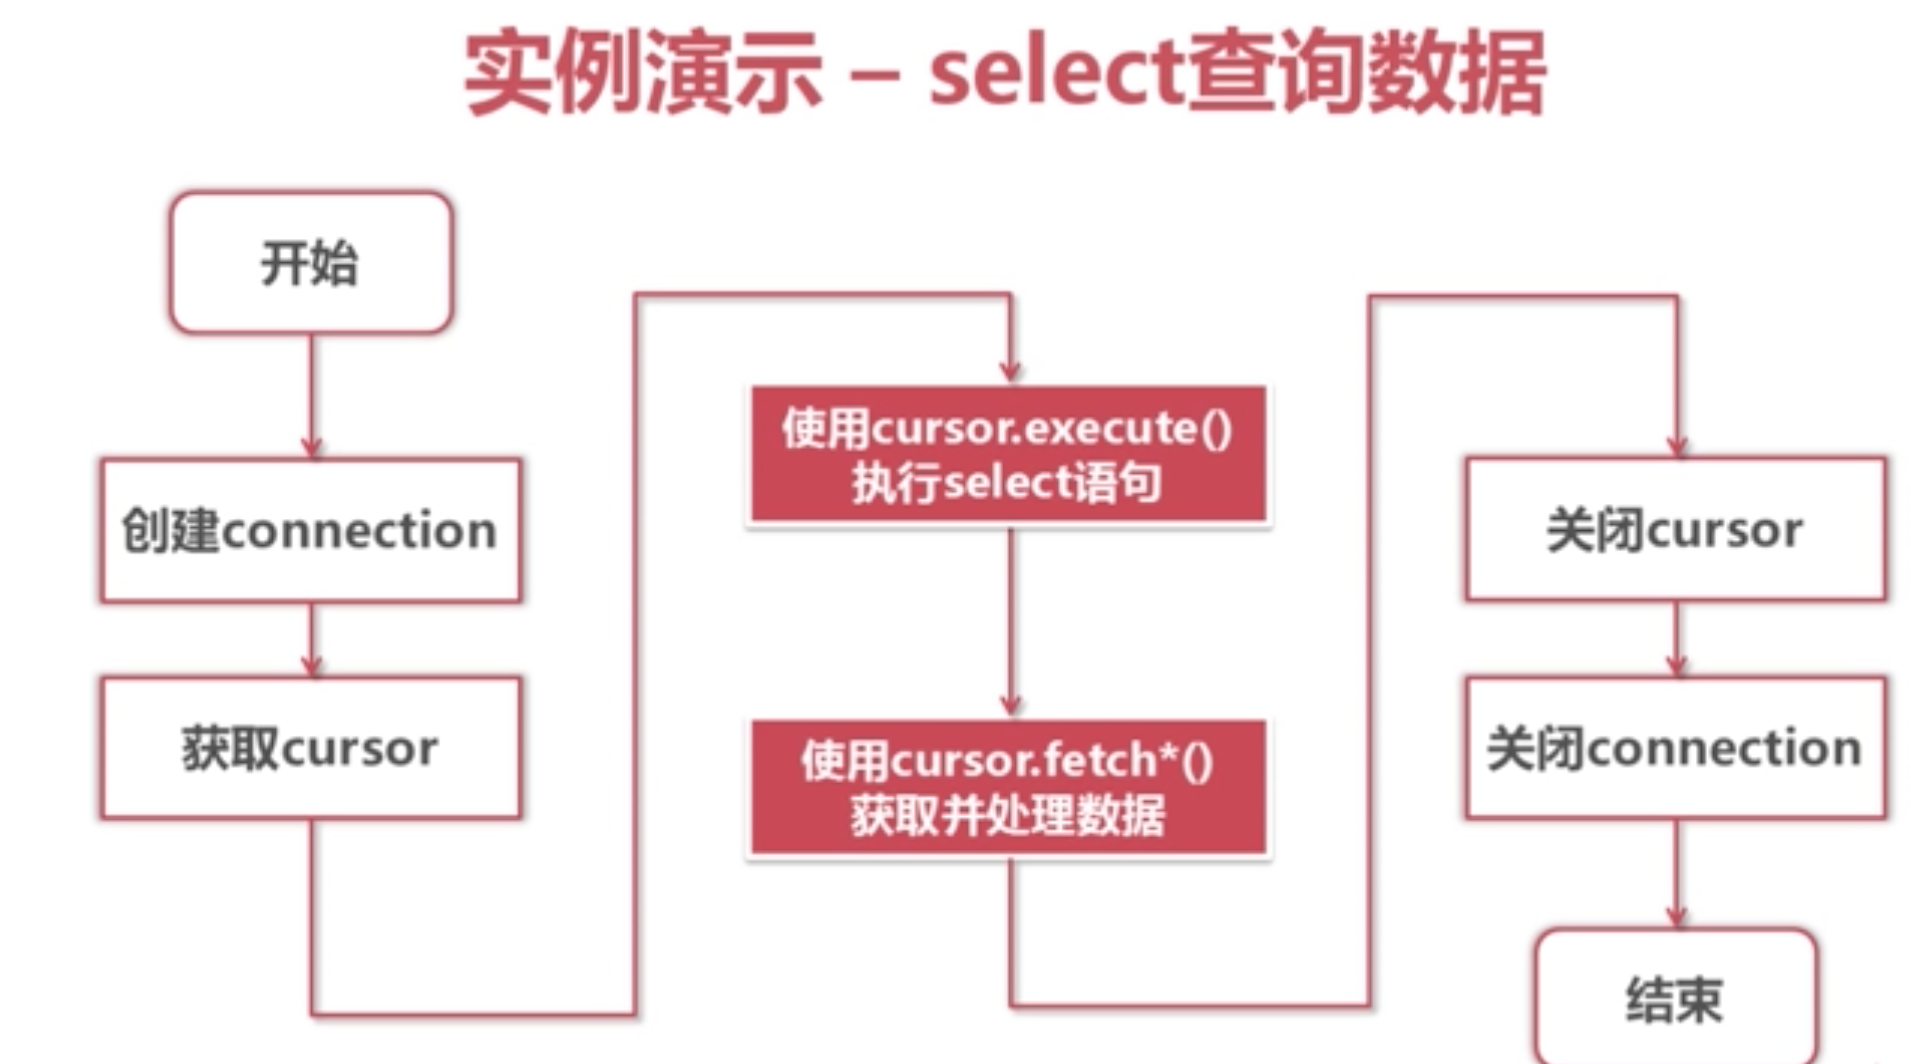 实例演示 – select查询数据
开始
创建connection
获取cursor
使用cursor.execute()
执行select语句
使用cursor.fetch*()
获取并处理数据
关闭cursor
关闭connection
结束